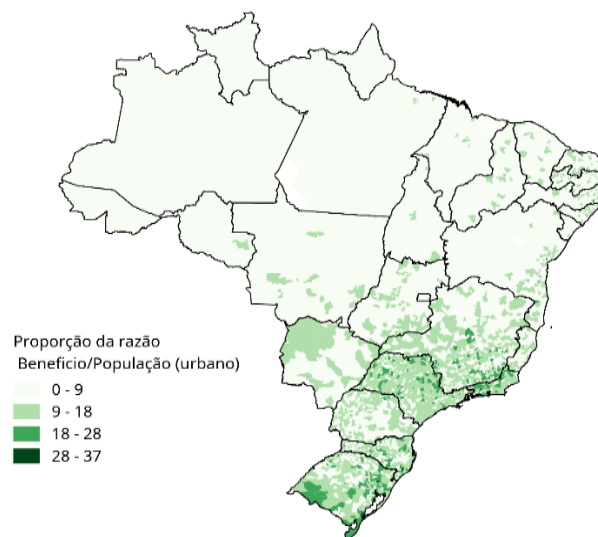 Proporção da razão
Beneficio/População (urbano)
0 - 9
9 - 18
18 - 28
28 - 37